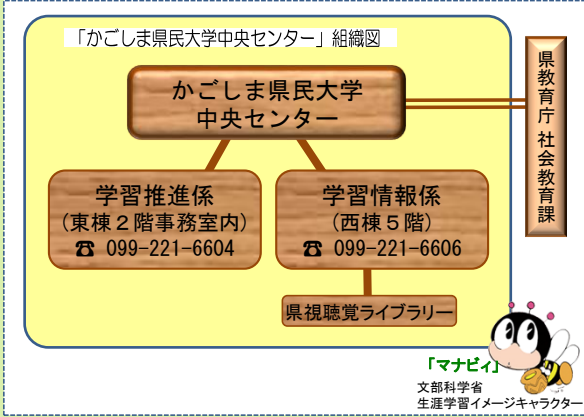 「かごしま県民大学中央センター」組織図
かごしま県民大学
中央センター
県教育庁 社会教育課
学習推進係
(東棟２階事務室内)
☎ 099-221-6604
学習情報係
(西棟５階)
☎ 099-221-6606
県視聴覚ライブラリー
「マナビィ」
文部科学省
生涯学習イメージキャラクター